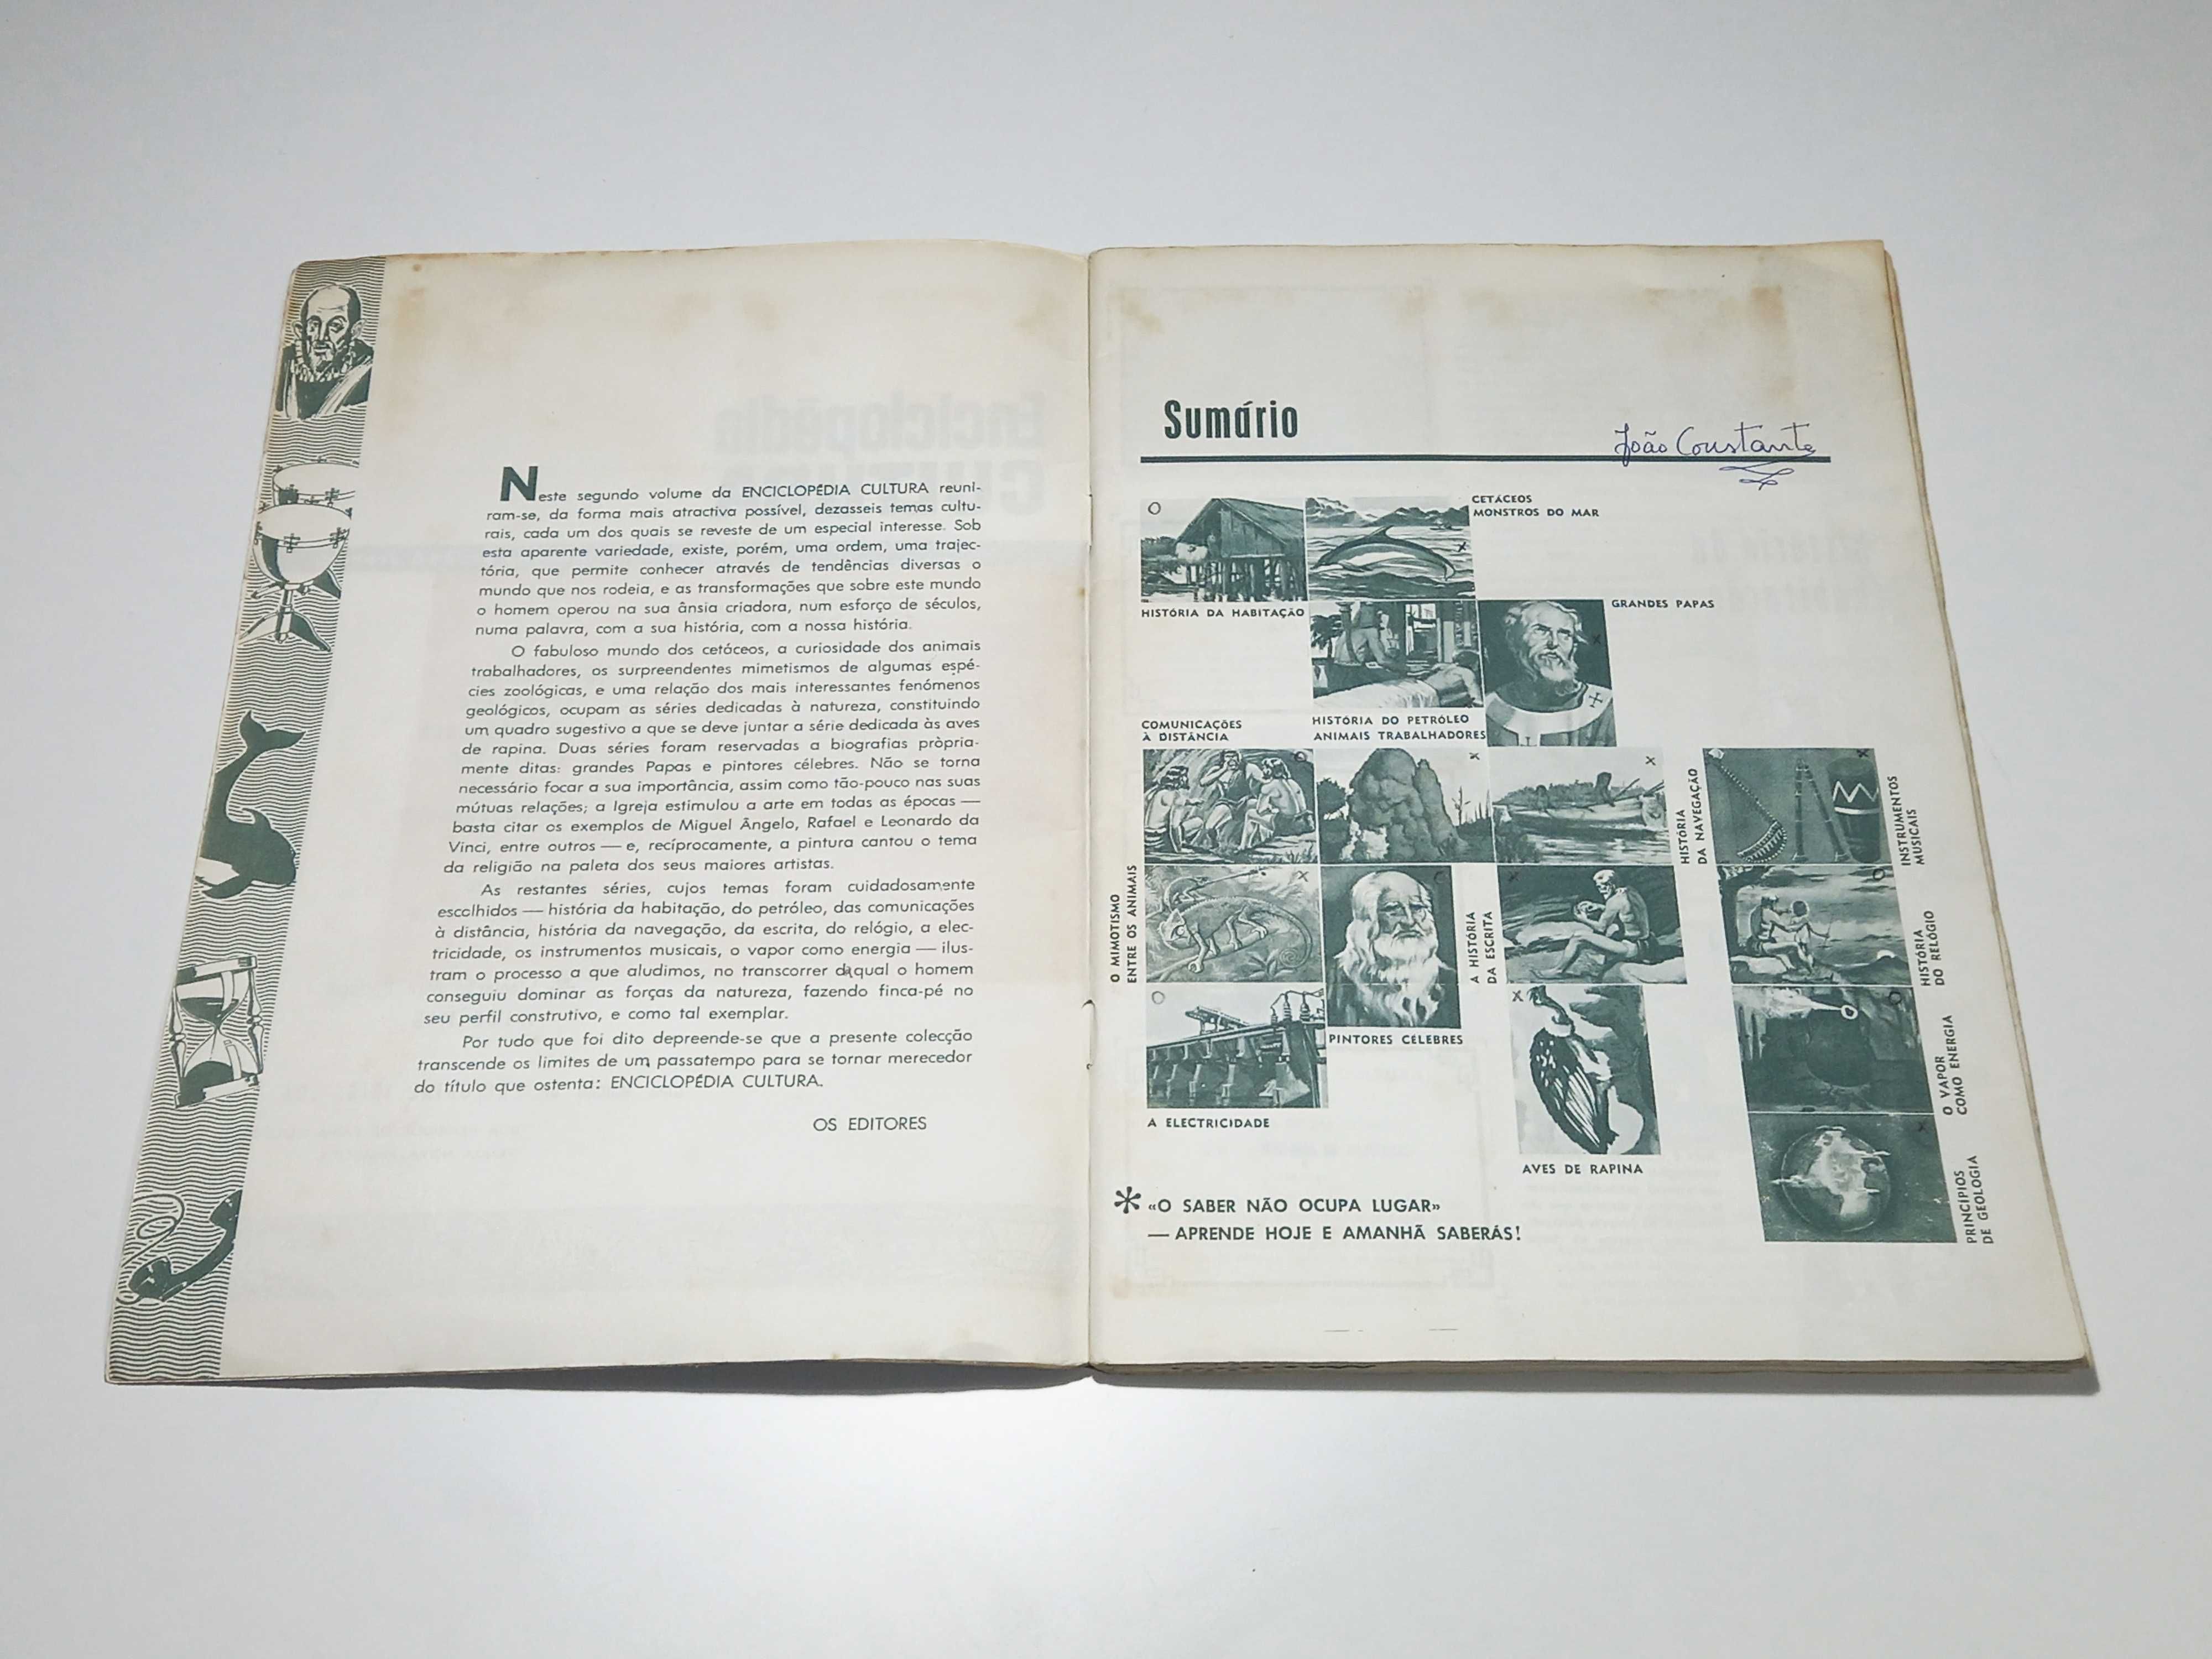 Neste segundo volume da ENCICLOPÉDIA CULTURA reuni-
ram-se, da forma mais atractiva possível, dezasseis temas cultu-
rais, cada um dos quais se reveste de um especial interesse. Sob
esta aparente variedade, existe, porém, uma ordem, uma trajec-
tória, que permite conhecer através de tendências diversas o
mundo que nos rodeia, e as transformações que sobre este mundo
o homem operou na sua ânsia criadora, num esforço de séculos,
numa palavra, com a sua história, com a nossa história.
O fabuloso mundo dos cetáceos, a curiosidade dos animais
trabalhadores, os surpreendentes mimetismos de algumas espé-
cies zoológicas, e uma relação dos mais interessantes fenómenos
geológicos, ocupam as séries dedicadas à natureza, constituindo
um quadro sugestivo a que se deve juntar a série dedicada às aves
de rapina. Duas séries foram reservadas a biografias pròpria-
mente ditas: grandes Papas e pintores célebres. Não se torna
necessário focar a sua importância, assim como tão-pouco nas suas
mútuas relações; a Igreja estimulou a arte em todas as épocas —
basta citar os exemplos de Miguel Ângelo, Rafael e Leonardo da
Vinci, entre outros — e, recìprocamente, a pintura cantou o tema
da religião na paleta dos seus maiores artistas.
As restantes séries, cujos temas foram cuidadosamente
escolhidos — história da habitação, do petróleo, das comunicações
à distância, história da navegação, da escrita, do relógio, a elec-
tricidade, os instrumentos musicais, o vapor como energia — ilus-
tram o processo a que aludimos, no transcorrer da qual o homem
conseguiu dominar as forças da natureza, fazendo finca-pé no
seu perfil construtivo, e como tal exemplar.
Por tudo que foi dito depreende-se que a presente colecção
transcende os limites de um passatempo para se tornar merecedor
do título que ostenta: ENCICLOPÉDIA CULTURA.
OS EDITORES
Sumário
João Constante
CETÁCEOS
MONSTROS DO MAR
HISTÓRIA DA HABITAÇÃO
GRANDES PAPAS
COMUNICAÇÕES
À DISTÂNCIA
HISTÓRIA DO PETRÓLEO
ANIMAIS TRABALHADORES
HISTÓRIA
DA NAVEGAÇÃO
INSTRUMENTOS
MUSICAIS
O MIMOTISMO
ENTRE OS ANIMAIS
A HISTÓRIA
DA ESCRITA
HISTÓRIA
DO RELÓGIO
PINTORES CÉLEBRES
O VAPOR
COMO ENERGIA
A ELECTRICIDADE
AVES DE RAPINA
PRINCÍPIOS
DE GEOLOGIA
* «O SABER NÃO OCUPA LUGAR»
— APRENDE HOJE E AMANHÃ SABERÁS!